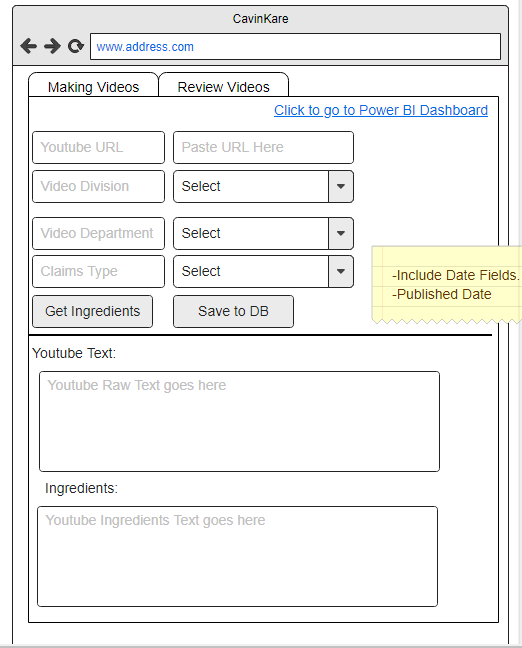 CavinKare
www.address.com
Making Videos
Review Videos
Click to go to Power BI Dashboard
Youtube URL
Paste URL Here
Video Division
Select
Video Department
Select
Claims Type
Select
-Include Date Fields.
-Published Date
Get Ingredients
Save to DB
Youtube Text:
Youtube Raw Text goes here
Ingredients:
Youtube Ingredients Text goes here